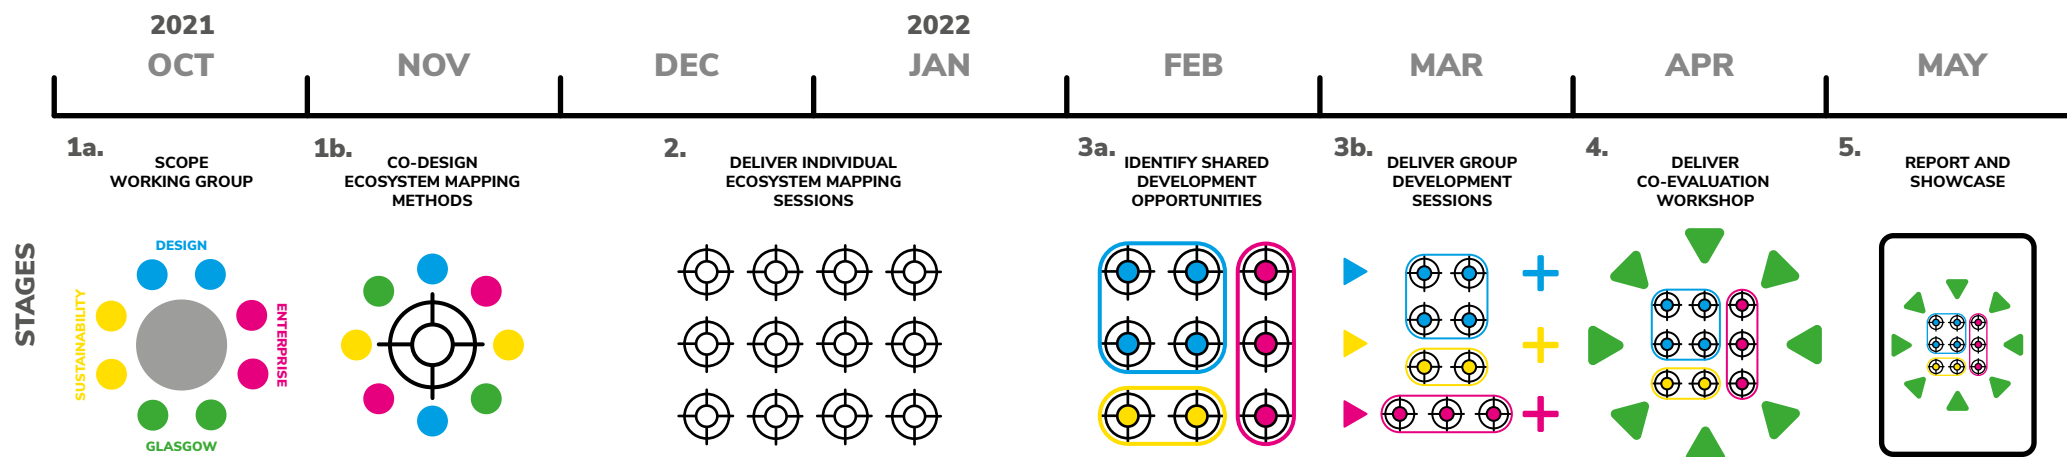 2021
2022
OCT
NOV
DEC
JAN
FEB
MAR
APR
MAY
1a.
SCOPE
WORKING GROUP
1b.
CO-DESIGN
ECOSYSTEM MAPPING
METHODS
2.
DELIVER INDIVIDUAL
ECOSYSTEM MAPPING
SESSIONS
3a.
IDENTIFY SHARED
DEVELOPMENT
OPPORTUNITIES
3b.
DELIVER GROUP
DEVELOPMENT
SESSIONS
4.
DELIVER
CO-EVALUATION
WORKSHOP
5.
REPORT AND
SHOWCASE
STAGES
DESIGN
SUSTAINABILITY
ENTERPRISE
GLASGOW